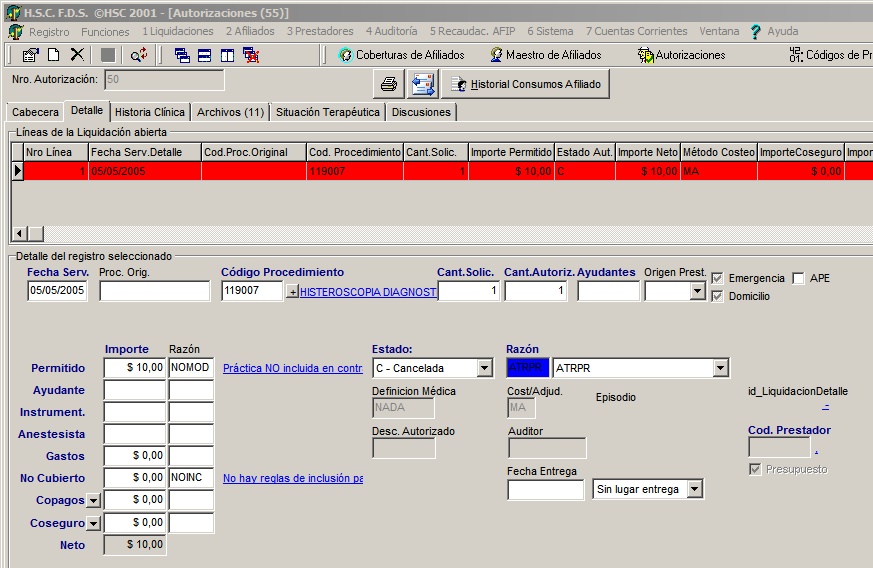 H.S.C. F.D.S. ©HSC 2001 - [Autorizaciones (55)]
Registro Funciones 1 Liquidaciones 2 Afiliados 3 Prestadores 4 Auditoría 5 Recaudac. AFIP 6 Sistema 7 Cuentas Corrientes Ventana ? Ayuda
Coberturas de Afiliados Maestro de Afiliados Autorizaciones Códigos de Pr
Nro. Autorización: 50 Historial Consumos Afiliado
Cabecera Detalle Historia Clínica Archivos (11) Situación Terapéutica Discusiones
Líneas de la Liquidación abierta
Nro Línea Fecha Serv.Detalle Cod.Proc.Original Cod. Procedimiento Cant.Solic. Importe Permitido Estado Aut. Importe Neto Método Costeo ImporteCoseguro Impor
1 05/05/2005 119007 1 $ 10,00 C $ 10,00 MA $ 0,00
Detalle del registro seleccionado
Fecha Serv. Proc. Orig. Código Procedimiento Cant.Solic. Cant.Autoriz. Ayudantes Origen Prest. Emergencia APE
05/05/2005 119007 + HISTEROSCOPIA DIAGNOST 1 1 Domicilio
Importe Razón Estado: Razón
Permitido $ 10,00 NOMOD Práctica NO incluida en contr C - Cancelada ATRPR ATRPR
Ayudante Definicion Médica Cost/Adjud. Episodio id_LiquidacionDetalle
Instrument. NADA MA -
Anestesista Desc. Autorizado Auditor Cod. Prestador
Gastos $ 0,00 .
No Cubierto $ 0,00 NOINC No hay reglas de inclusión pa Fecha Entrega Presupuesto
Copagos $ 0,00 Sin lugar entrega
Coseguro $ 0,00
Neto $ 10,00